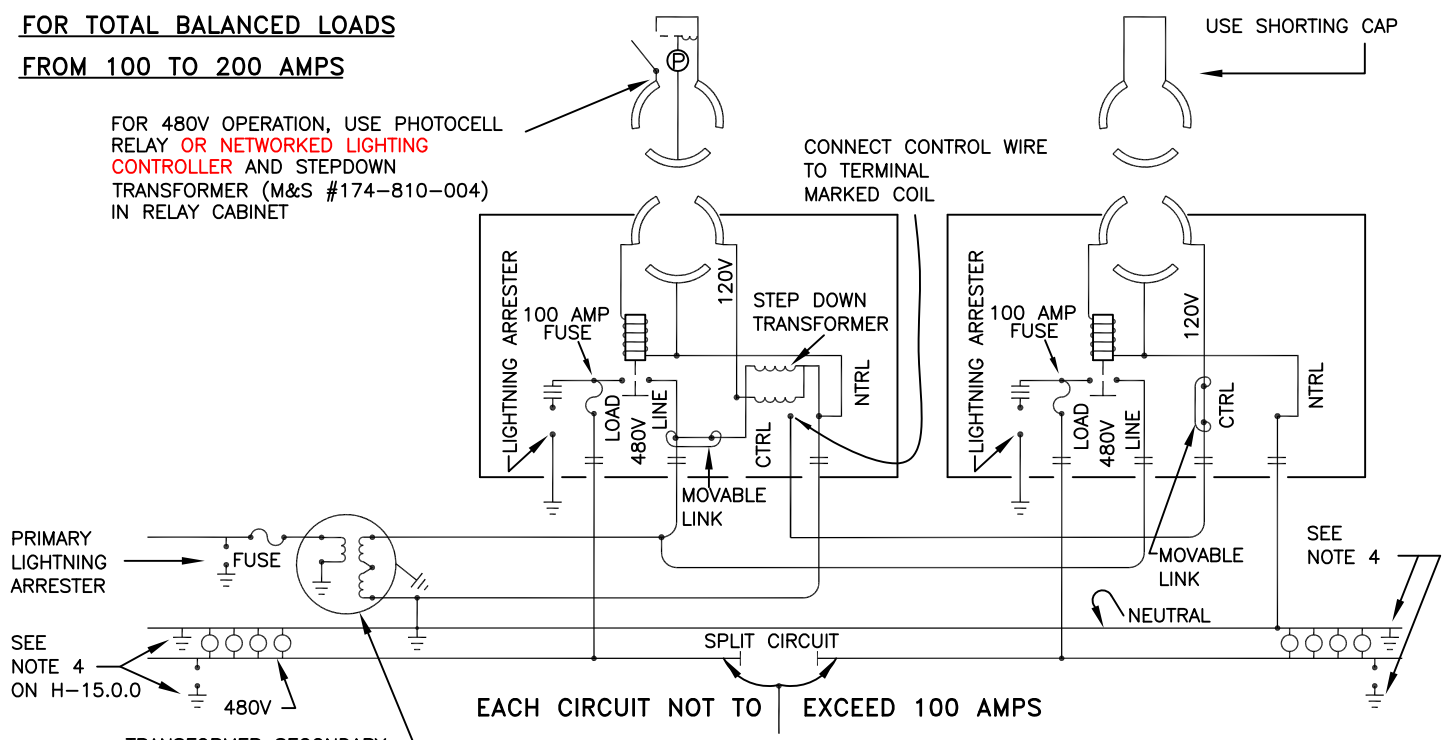 FOR TOTAL BALANCED LOADS
FROM 100 TO 200 AMPS
USE SHORTING CAP
P
FOR 480V OPERATION, USE PHOTOCELL
RELAY OR NETWORKED LIGHTING
CONTROLLER AND STEPDOWN
TRANSFORMER (M&S #174-810-004)
IN RELAY CABINET
CONNECT CONTROL WIRE
TO TERMINAL
MARKED COIL
LIGHTNING ARRESTER
100 AMP
FUSE
120V
STEP DOWN
TRANSFORMER
LOAD
480V
LINE
CTRL
NTRL
MOVABLE
LINK
LIGHTNING ARRESTER
100 AMP
FUSE
120V
LOAD
480V
LINE
CTRL
NTRL
MOVABLE
LINK
PRIMARY
LIGHTNING
ARRESTER
FUSE
SEE
NOTE 4
NEUTRAL
SEE
NOTE 4
ON H-15.0.0
480V
SPLIT CIRCUIT
EACH CIRCUIT NOT TO EXCEED 100 AMPS
TRANSFORMER SECONDARY